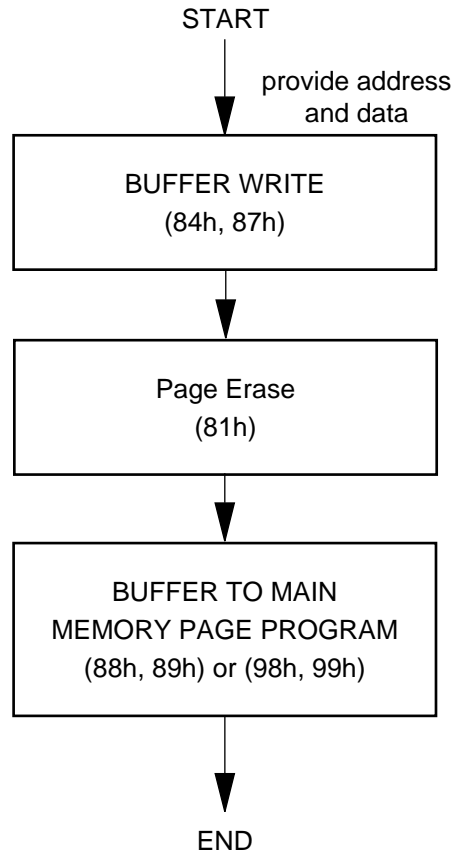 START
provide address
and data
BUFFER WRITE
(84h, 87h)
Page Erase
(81h)
BUFFER TO MAIN
MEMORY PAGE PROGRAM
(88h, 89h) or (98h, 99h)
END